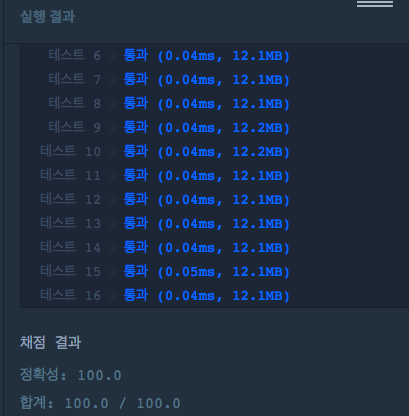 실행 결과
테스트 6 > 통과 (0.04ms, 12.1MB)
테스트 7 > 통과 (0.04ms, 12.1MB)
테스트 8 > 통과 (0.04ms, 12.1MB)
테스트 9 > 통과 (0.04ms, 12.2MB)
테스트 10 > 통과 (0.04ms, 12.2MB)
테스트 11 > 통과 (0.04ms, 12.1MB)
테스트 12 > 통과 (0.04ms, 12.1MB)
테스트 13 > 통과 (0.04ms, 12.1MB)
테스트 14 > 통과 (0.04ms, 12.1MB)
테스트 15 > 통과 (0.05ms, 12.1MB)
테스트 16 > 통과 (0.04ms, 12.1MB)
채점 결과
정확성: 100.0
합계: 100.0 / 100.0